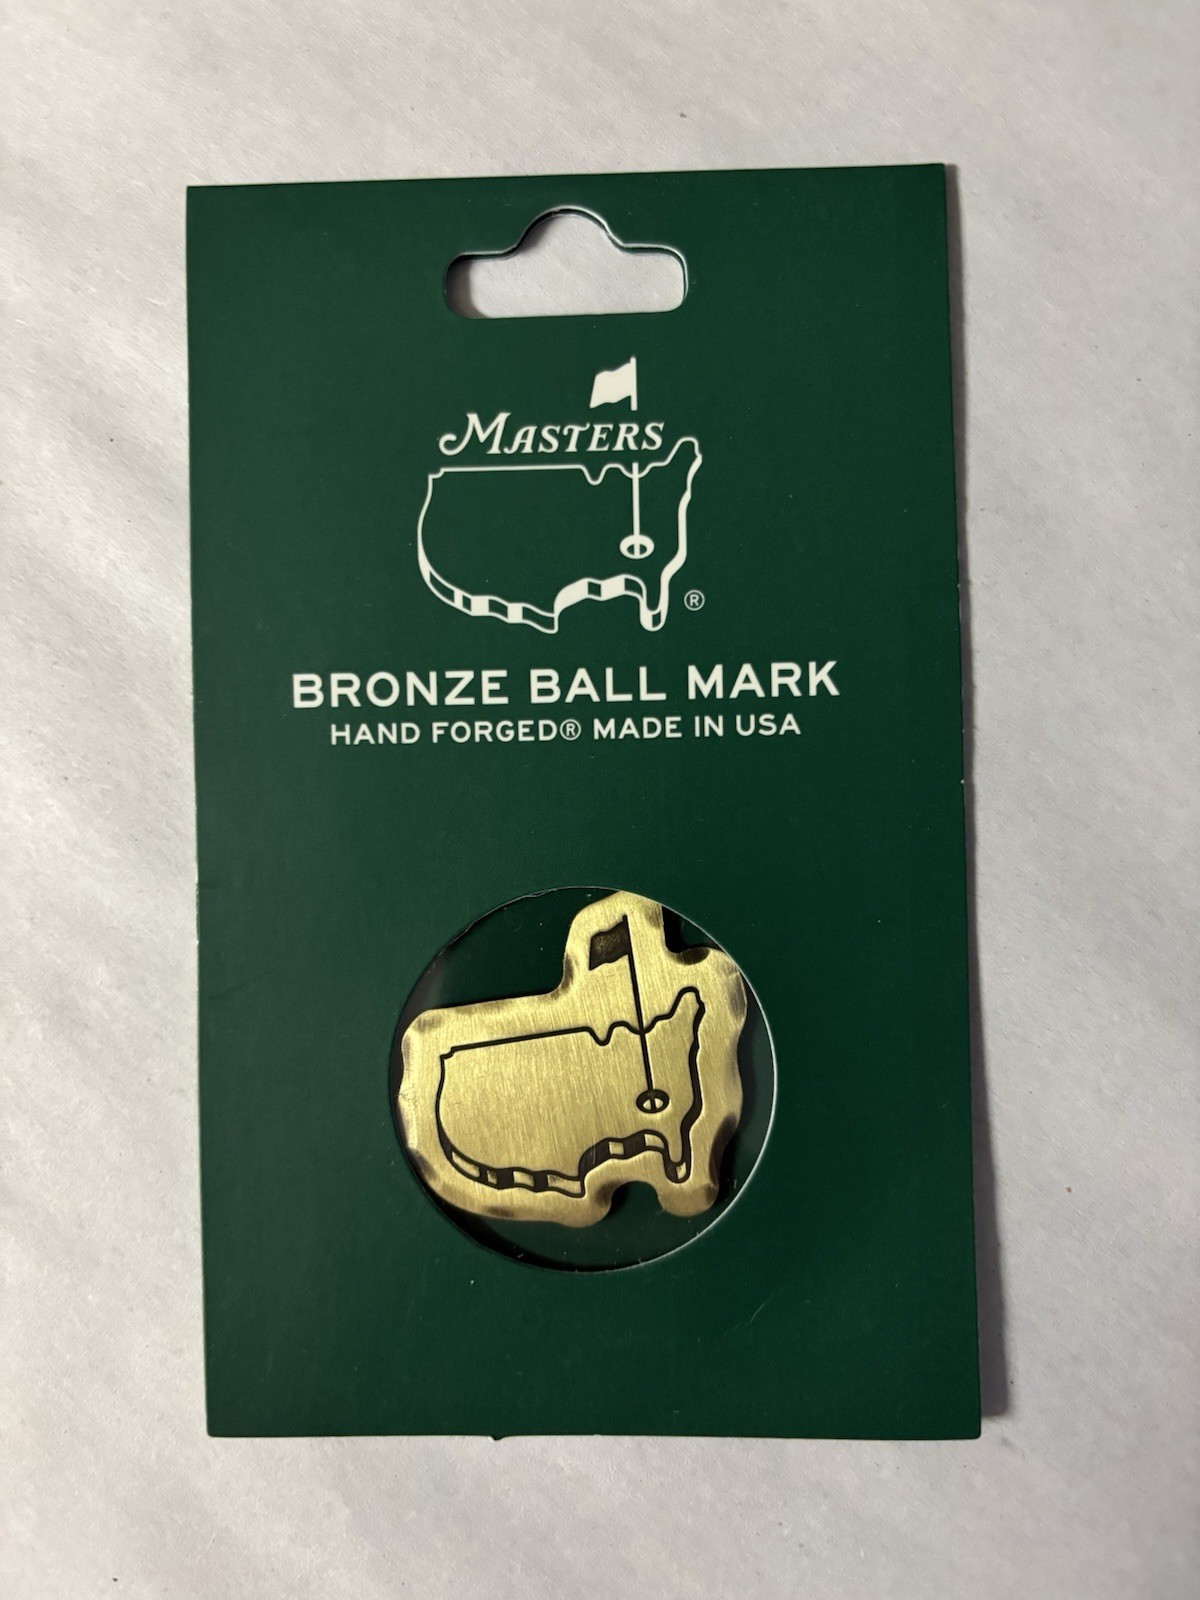 MASTERS
®
BRONZE BALL MARK
HAND FORGED® MADE IN USA